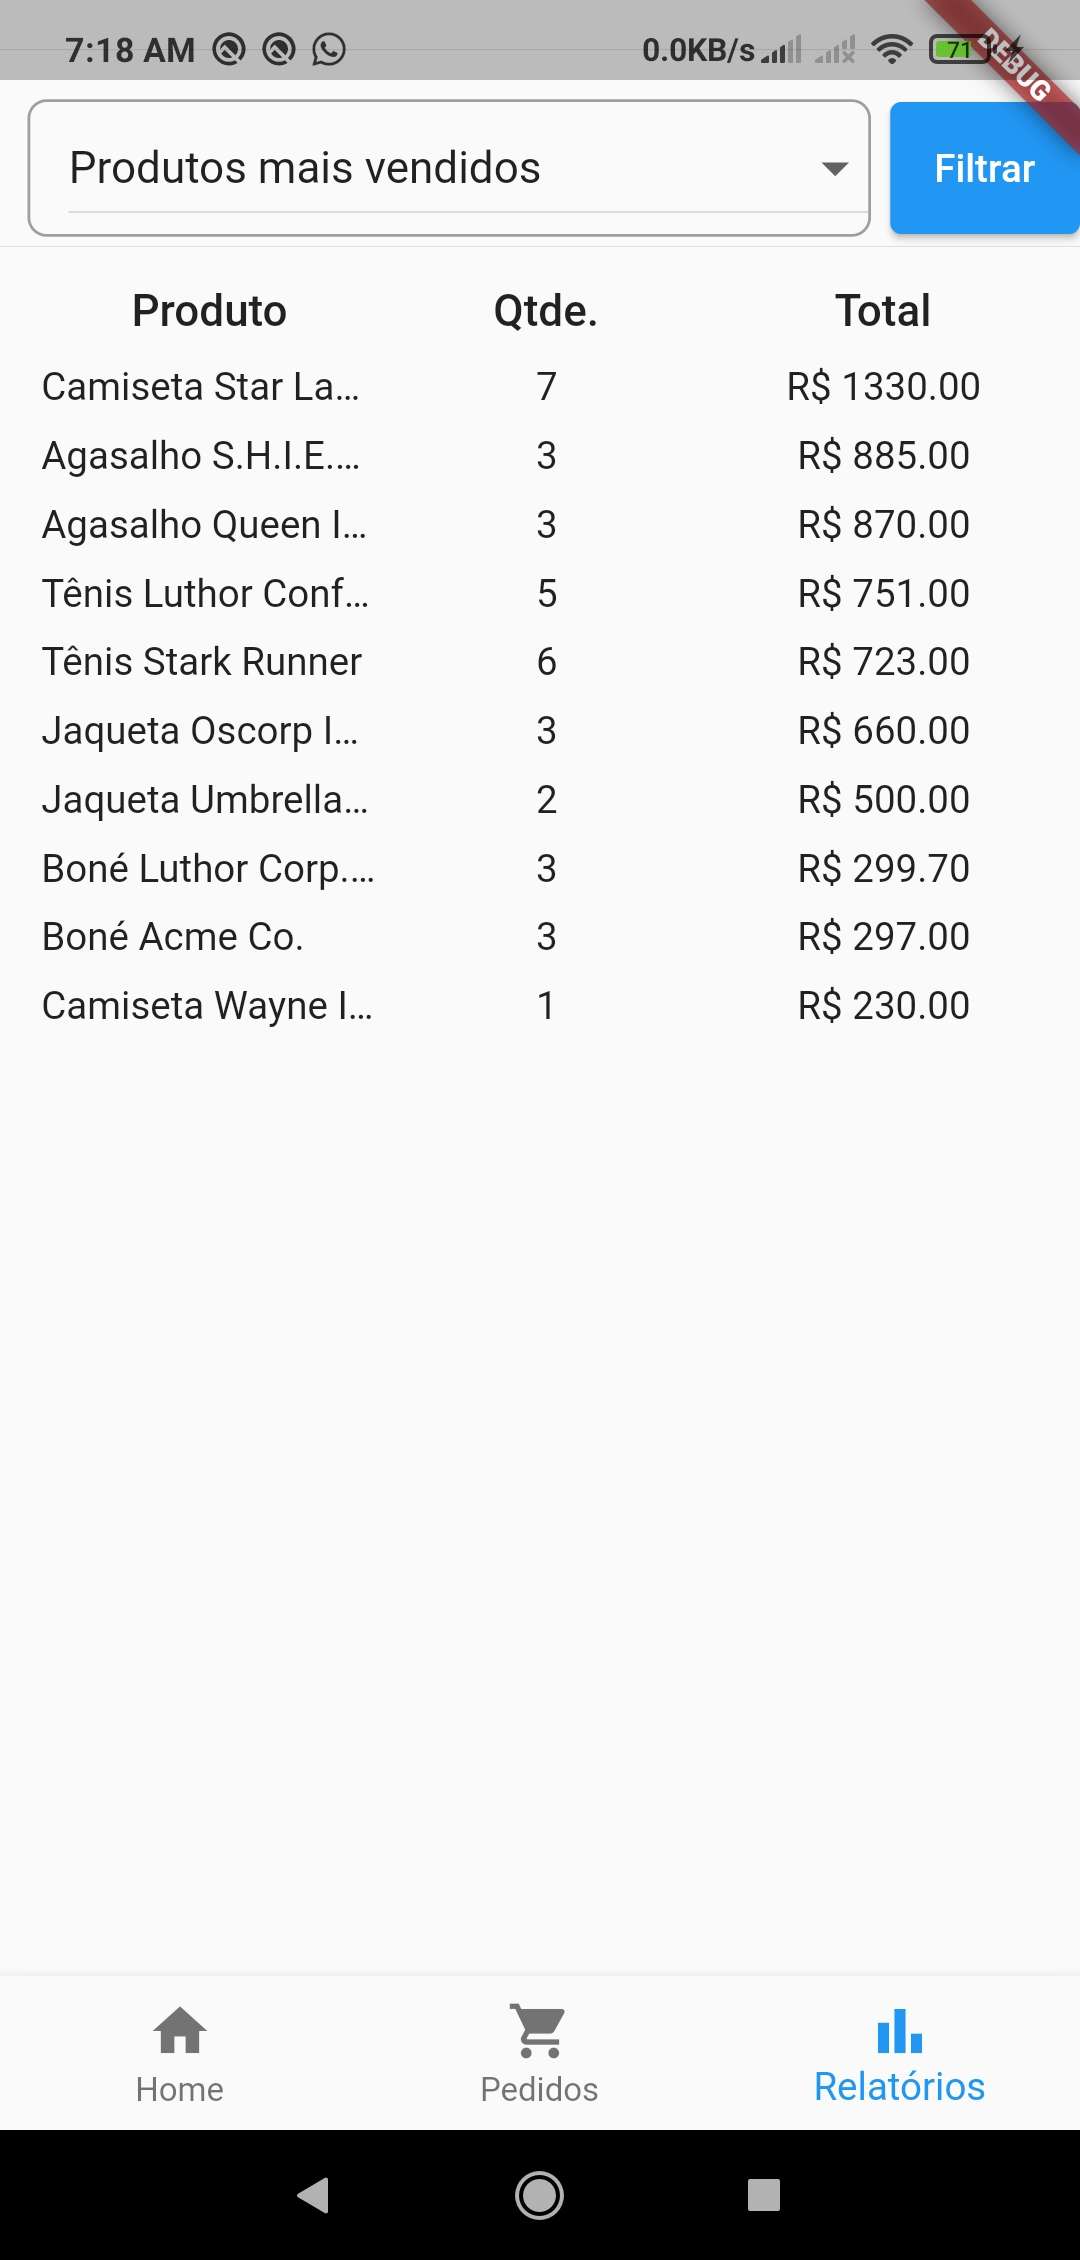 7:18 AM 0.0KB/s 71
DEBUG
Produtos mais vendidos Filtrar
Produto Qtde. Total
Camiseta Star La... 7 R$ 1330.00
Agasalho S.H.I.E.... 3 R$ 885.00
Agasalho Queen I... 3 R$ 870.00
Tênis Luthor Conf... 5 R$ 751.00
Tênis Stark Runner 6 R$ 723.00
Jaqueta Oscorp I... 3 R$ 660.00
Jaqueta Umbrella... 2 R$ 500.00
Boné Luthor Corp.... 3 R$ 299.70
Boné Acme Co. 3 R$ 297.00
Camiseta Wayne I... 1 R$ 230.00
Home Pedidos Relatórios